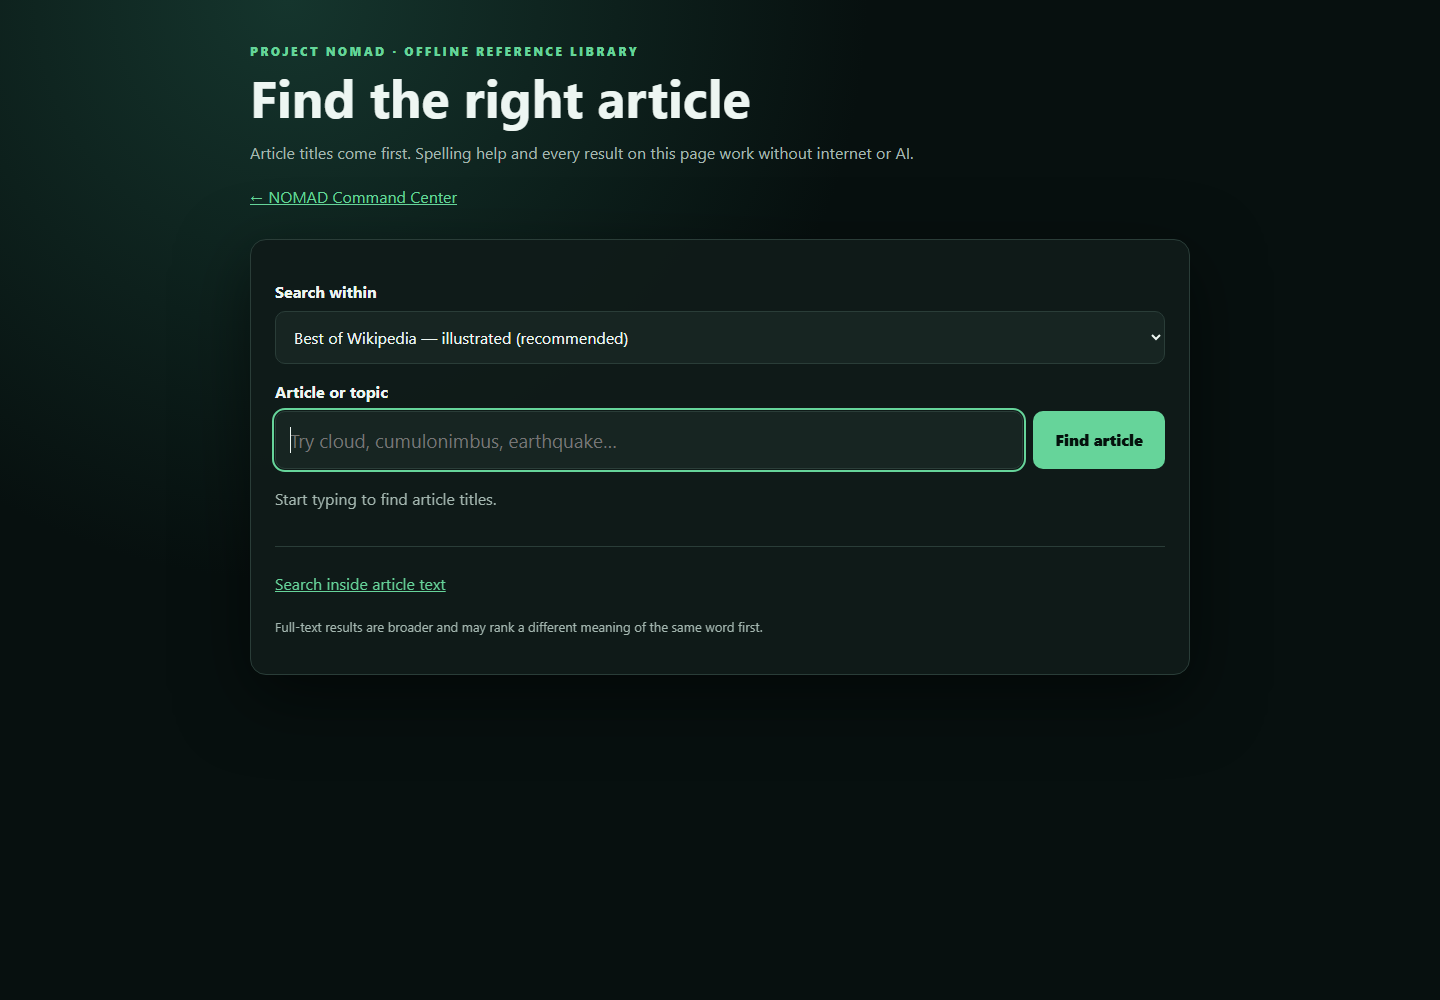 PROJECT NOMAD · OFFLINE REFERENCE LIBRARY
Find the right article
Article titles come first. Spelling help and every result on this page work without internet or AI.
← NOMAD Command Center
Search within
Best of Wikipedia — illustrated (recommended)
Article or topic
Try cloud, cumulonimbus, earthquake...
Find article
Start typing to find article titles.
Search inside article text
Full-text results are broader and may rank a different meaning of the same word first.